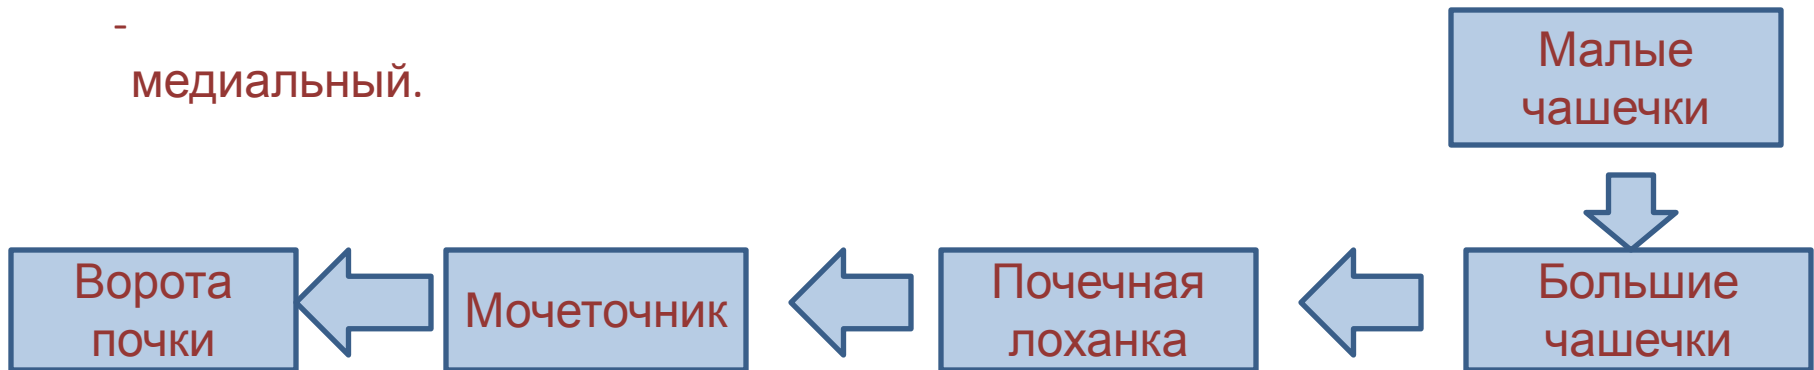 -
медиальный.
Малые
чашечки
Ворота
почки
Мочеточник
Почечная
лоханка
Большие
чашечки